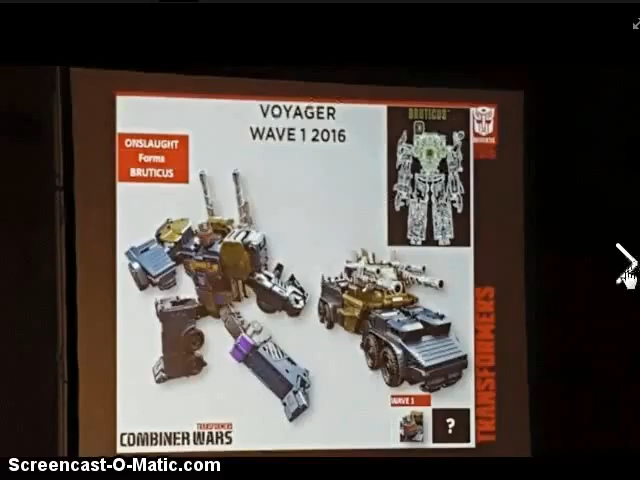 VOYAGER
WAVE 1 2016
ONSLAUGHT
Forms
BRUTICUS
BRUTICUS
TRANSFORMERS
WAVE 1
?
TRANSFORMERS
COMBINER WARS
Screencast-O-Matic.com